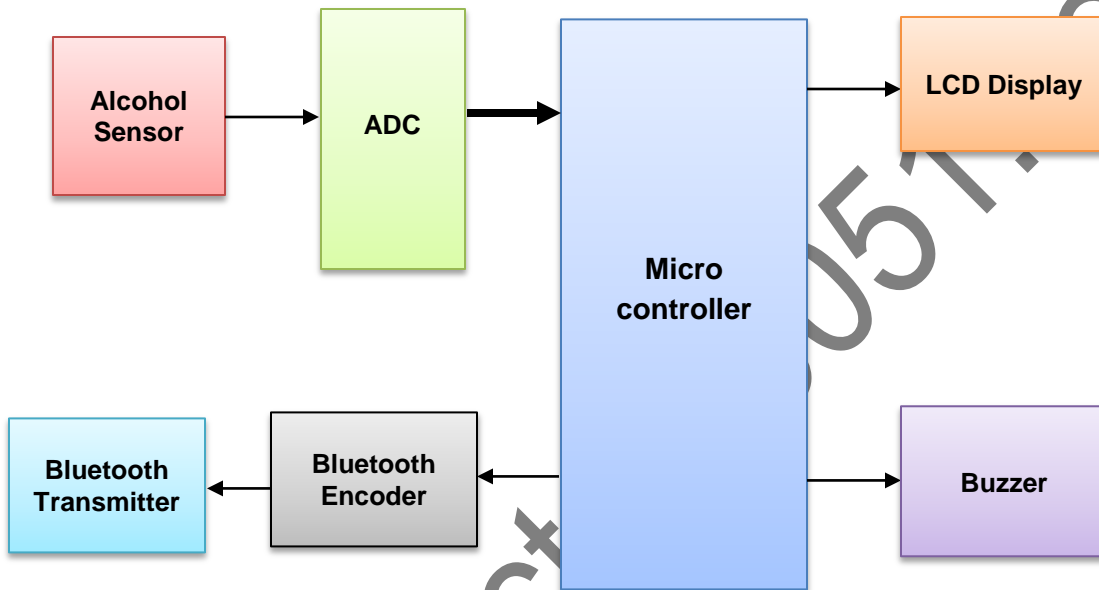 Alcohol
Sensor
ADC
Micro
controller
LCD Display
Bluetooth
Transmitter
Bluetooth
Encoder
Buzzer